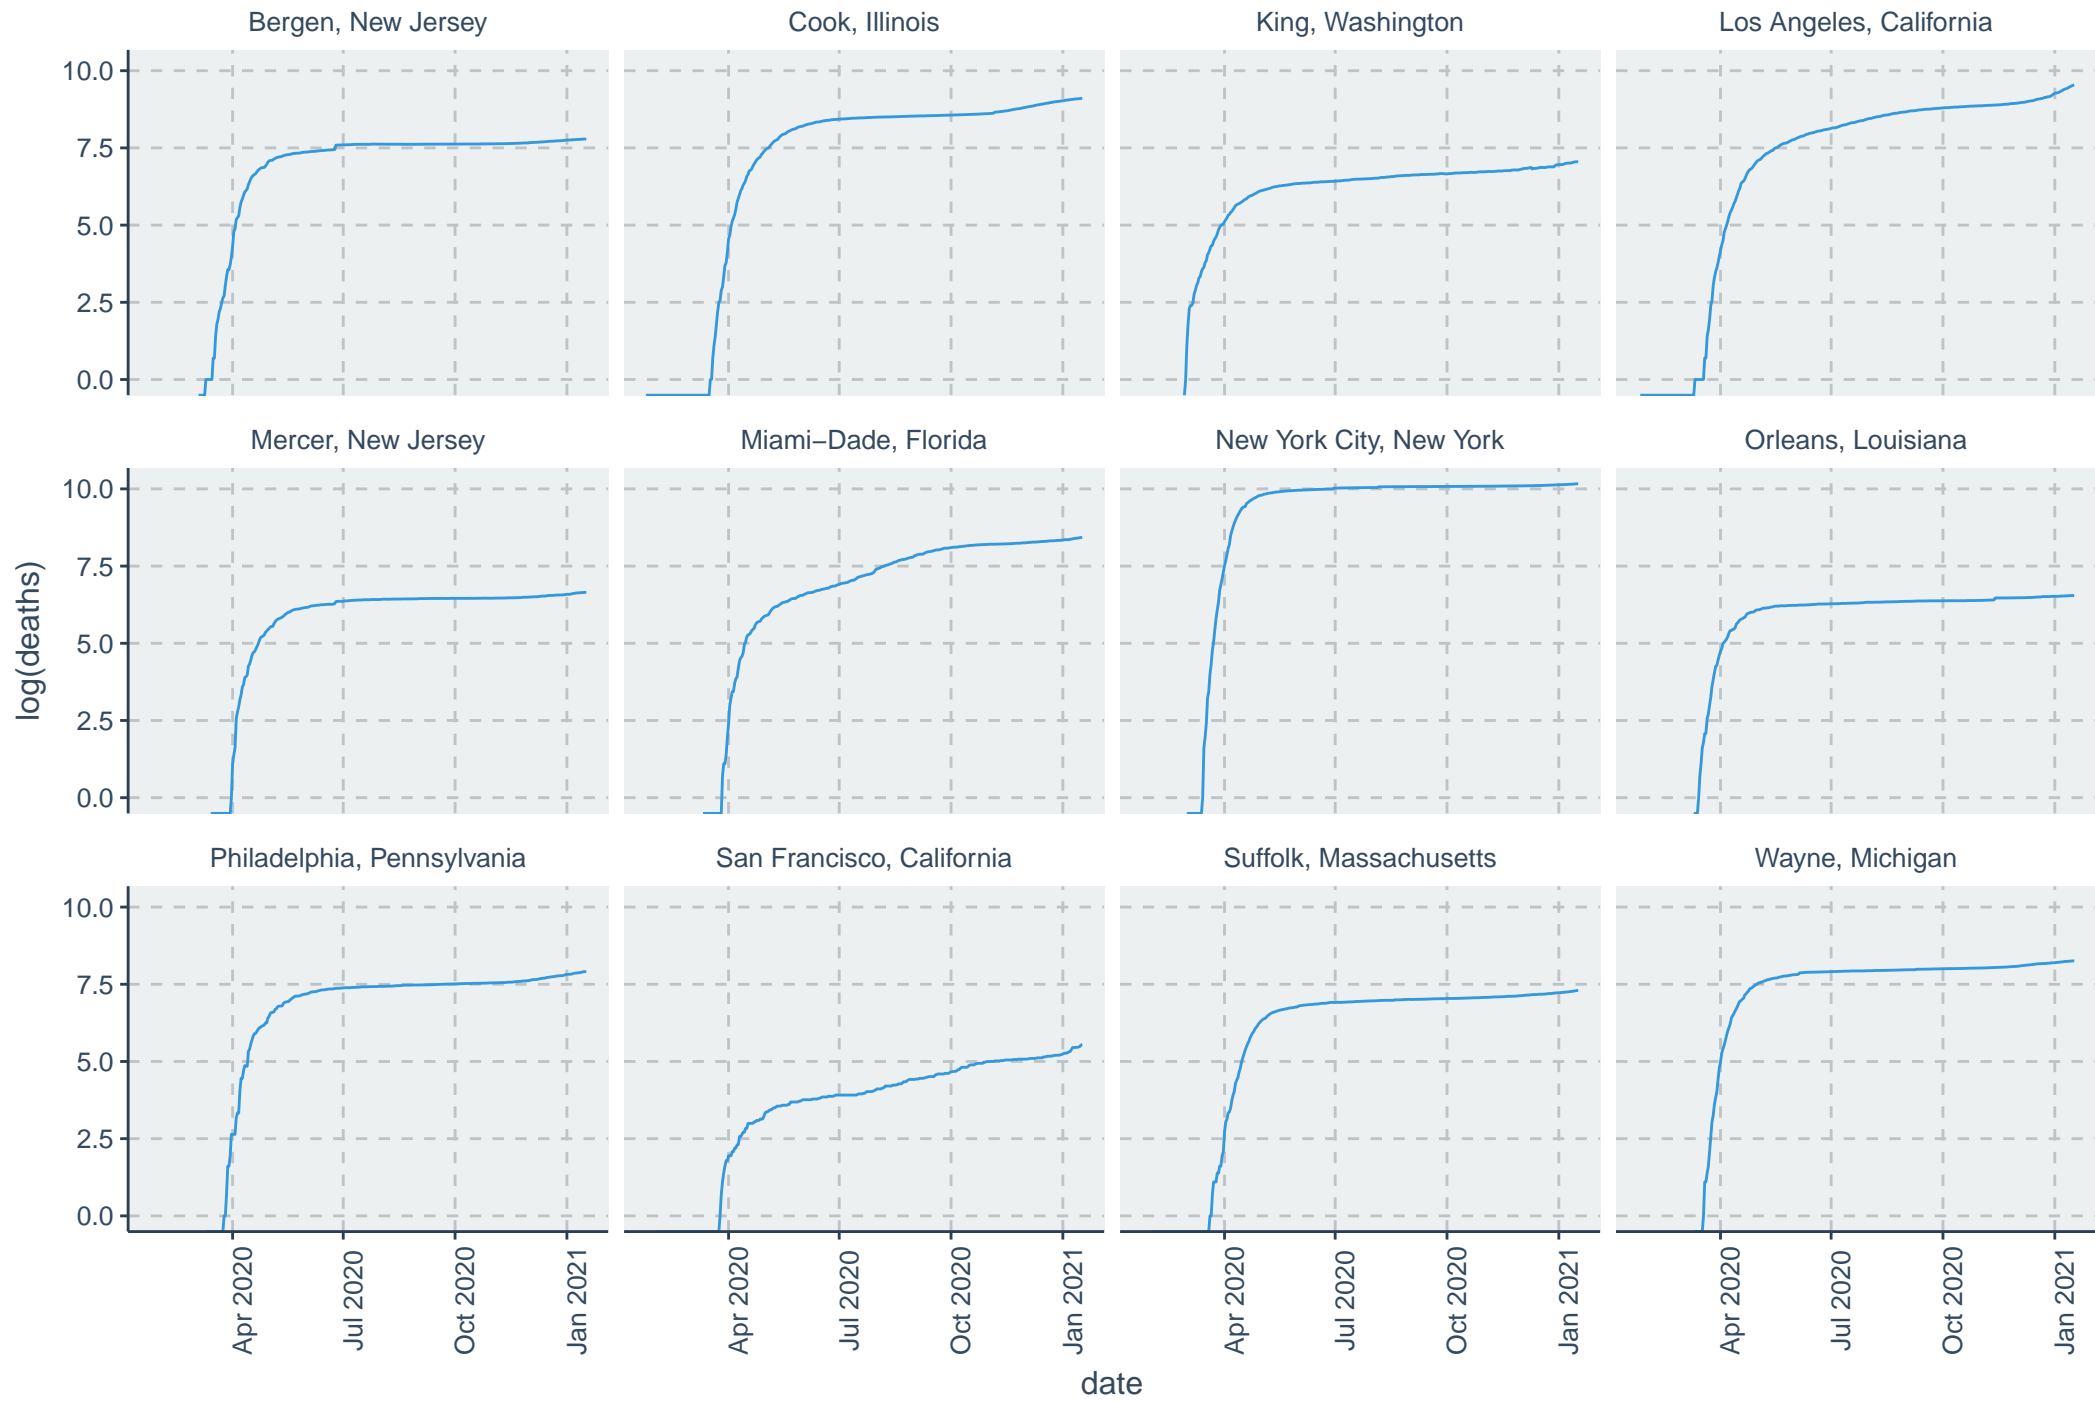 Bergen, New Jersey
Cook, Illinois
King, Washington
Los Angeles, California
10.0
7.5
5.0
2.5
0.0
Mercer, New Jersey
Miami−Dade, Florida
New York City, New York
Orleans, Louisiana
10.0
7.5
5.0
2.5
0.0
log(deaths)
Philadelphia, Pennsylvania
San Francisco, California
Suffolk, Massachusetts
Wayne, Michigan
10.0
7.5
5.0
2.5
0.0
Apr 2020
Jul 2020
Oct 2020
Jan 2021
Apr 2020
Jul 2020
Oct 2020
Jan 2021
Apr 2020
Jul 2020
Oct 2020
Jan 2021
Apr 2020
Jul 2020
Oct 2020
Jan 2021
date